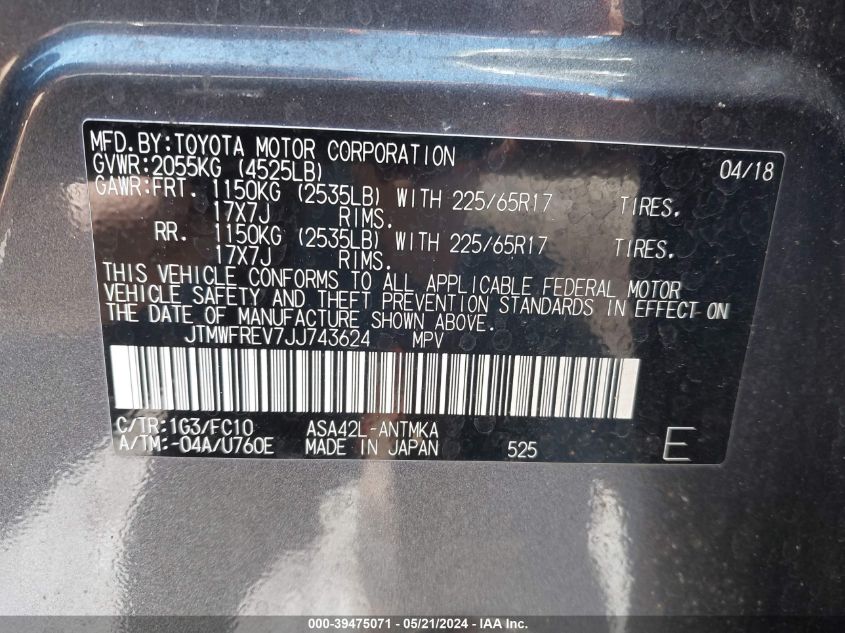 MFD.BY:TOYOTA MOTOR CORPORATION 04/18
GVWR:2055KG (4525LB)
GAWR:FRT. 1150KG (2535LB) WITH 225/65R17 TIRES.
17X7J RIMS.
RR. 1150KG (2535LB) WITH 225/65R17 TIRES.
17X7J RIMS.
THIS VEHICLE CONFORMS TO ALL APPLICABLE FEDERAL MOTOR
VEHICLE SAFETY AND THEFT PREVENTION STANDARDS IN EFFECT ON
THE DATE OF MANUFACTURE SHOWN ABOVE.
JTMWFREV7JJ743624 MPV
C/TR:1G3/FC10 ASA42L-ANTMKA
A/TM:-04A/U760E MADE IN JAPAN 525 E
000-39475071 - 05/21/2024 - IAA Inc.